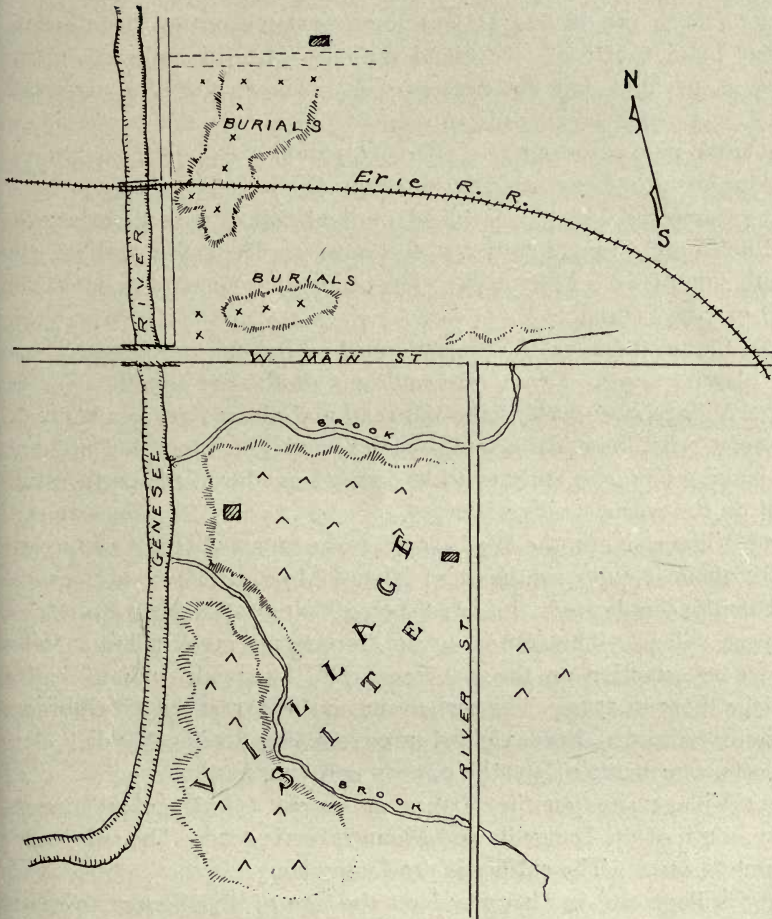 N
BURIALS
Erie R. R.
S
BURIALS
RIVER
W. MAIN ST.
BROOK
GENESEE
VILLAGE
SITE
RIVER ST.
BROOK